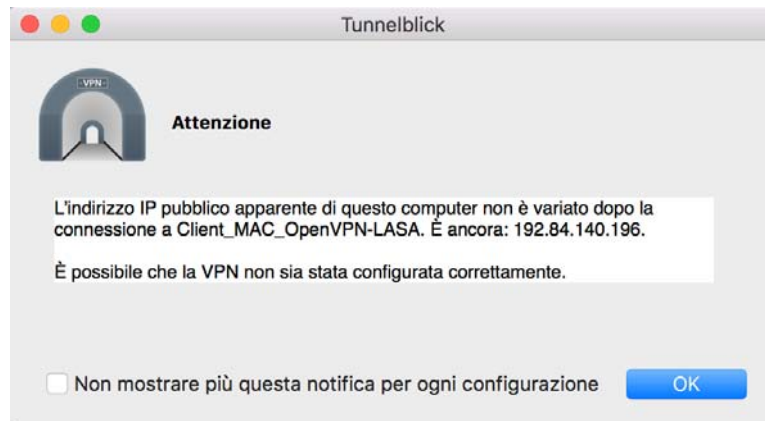 Tunnelblick
VPN
Attenzione
L'indirizzo IP pubblico apparente di questo computer non è variato dopo la
connessione a Client_MAC_OpenVPN-LASA. È ancora: 192.84.140.196.
È possibile che la VPN non sia stata configurata correttamente.
Non mostrare più questa notifica per ogni configurazione
OK